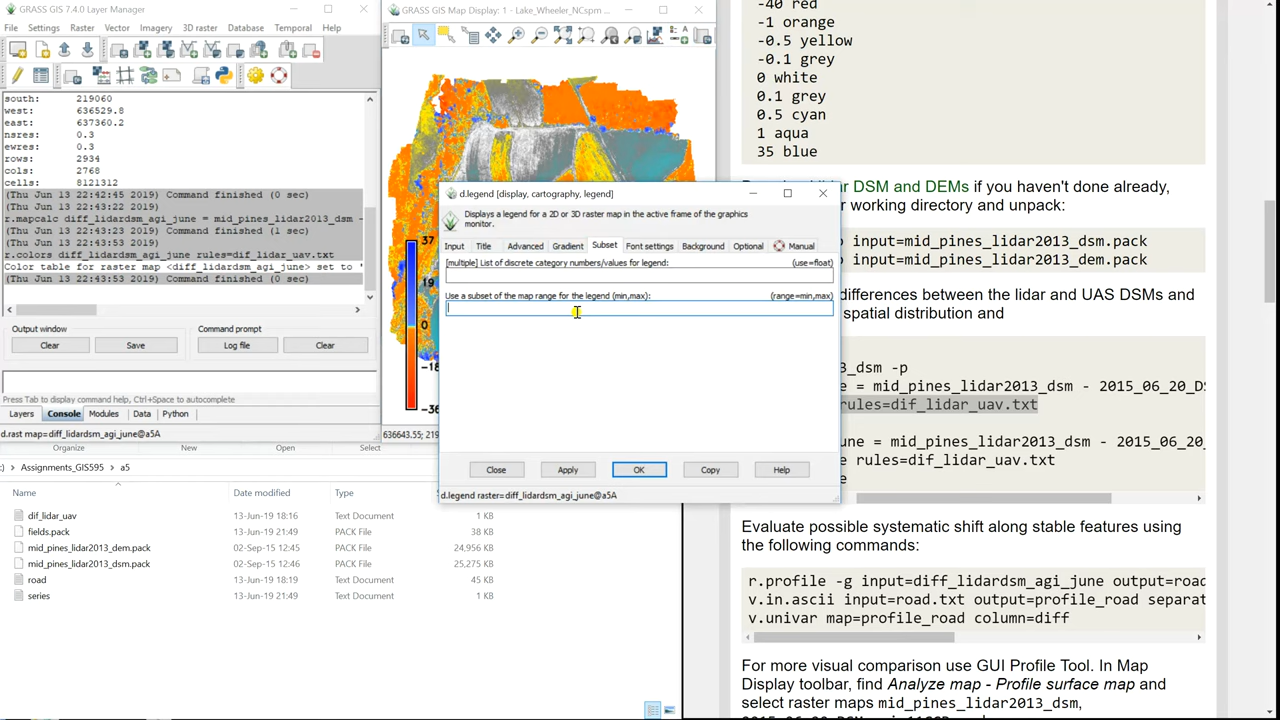 GRASS GIS 7.4.0 Layer Manager
File Settings Raster Vector Imagery 3D raster Database Temporal Help
south: 219060
west: 636529.8
east: 637360.2
nsres: 0.3
ewres: 0.3
rows: 2934
cols: 2768
cells: 8121312
(Thu Jun 13 22:42:45 2019) Command finished (0 sec)
(Thu Jun 13 22:43:22 2019)
r.mapcalc diff_lidardsm_agi_june = mid_pines_lidar2013_dsm -
(Thu Jun 13 22:43:23 2019) Command finished (1 sec)
(Thu Jun 13 22:43:53 2019)
r.colors diff_lidardsm_agi_june rules=dif_lidar_uav.txt
Color table for raster map <diff_lidardsm_agi_june> set to '
(Thu Jun 13 22:43:53 2019) Command finished (0 sec)
Output window Command prompt
Clear Save Log file Clear
Press Tab to display command help, Ctrl+Space to autocomplete
Layers Console Modules Data Python
d.rast map=diff_lidardsm_agi_june@a5A
GRASS GIS Map Display: 1 - Lake_Wheeler_NCspm
37
19
0
-18
-36
636643.55; 219
d.legend [display, cartography, legend]
Displays a legend for a 2D or 3D raster map in the active frame of the graphics
monitor.
Input Title Advanced Gradient Subset Font settings Background Optional Manual
[multiple] List of discrete category numbers/values for legend: (use=float)
Use a subset of the map range for the legend (min,max): (range=min,max)
Close Apply OK Copy Help
d.legend raster=diff_lidardsm_agi_june@a5A
Organize New Select
Assignments_GIS595 › a5
Name Date modified Type Size
dif_lidar_uav 13-Jun-19 18:16 Text Document 1 KB
fields.pack 13-Jun-19 21:49 PACK File 38 KB
mid_pines_lidar2013_dem.pack 02-Sep-15 12:45 PACK File 24,956 KB
mid_pines_lidar2013_dsm.pack 02-Sep-15 12:46 PACK File 25,275 KB
road 13-Jun-19 18:19 Text Document 45 KB
series 13-Jun-19 21:49 Text Document 1 KB
-40 red
-1 orange
-0.5 yellow
-0.1 grey
0 white
0.1 grey
0.5 cyan
1 aqua
35 blue
DSM and DEMs if you haven't done already,
working directory and unpack:
input=mid_pines_lidar2013_dsm.pack
input=mid_pines_lidar2013_dem.pack
differences between the lidar and UAS DSMs and
spatial distribution and
_dsm -p
= mid_pines_lidar2013_dsm - 2015_06_20_DS
rules=dif_lidar_uav.txt
= mid_pines_lidar2013_dsm - 2015_06_20_
rules=dif_lidar_uav.txt
Evaluate possible systematic shift along stable features using
the following commands:
r.profile -g input=diff_lidardsm_agi_june output=road
v.in.ascii input=road.txt output=profile_road separat
v.univar map=profile_road column=diff
For more visual comparison use GUI Profile Tool. In Map
Display toolbar, find Analyze map - Profile surface map and
select raster maps mid_pines_lidar2013_dsm,